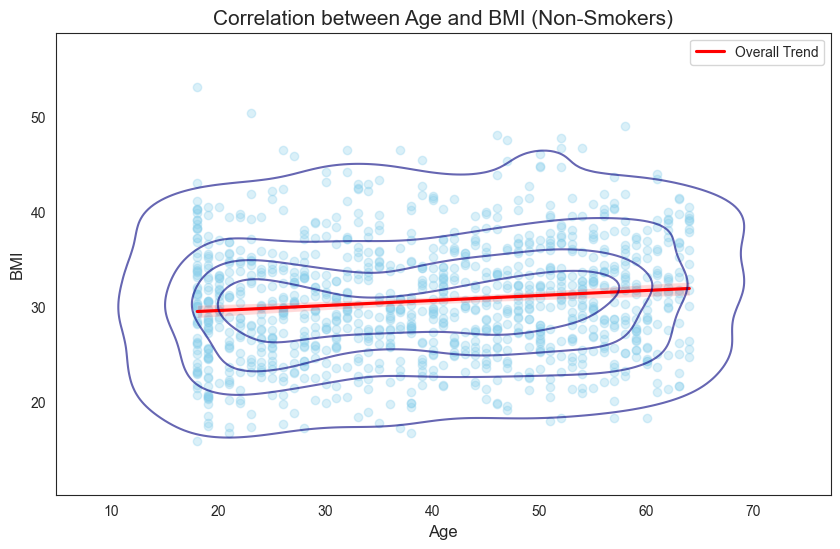 Correlation between Age and BMI (Non-Smokers)
Overall Trend
BMI
50
40
30
20
10 20 30 40 50 60 70
Age